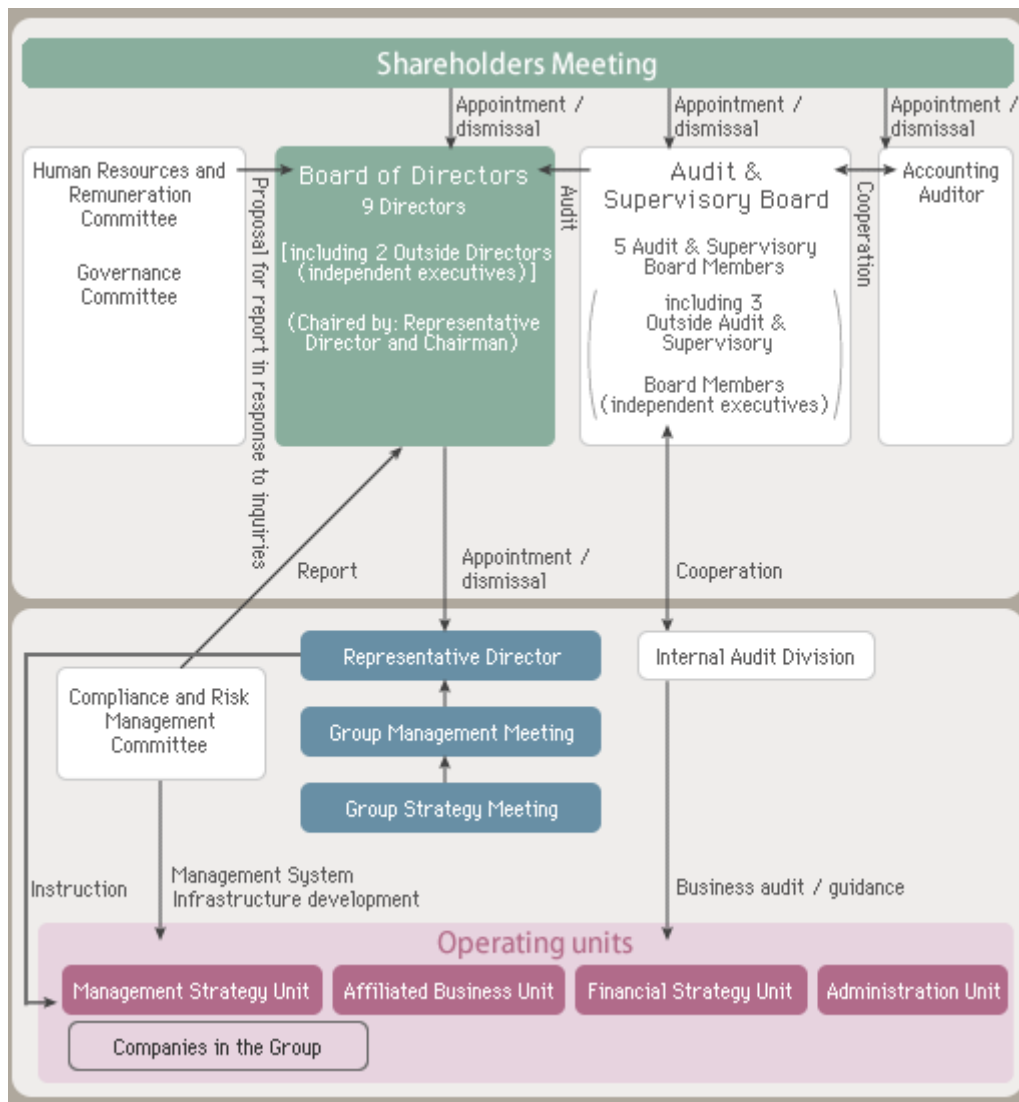 Shareholders Meeting
Appointment /
dismissal
Appointment /
dismissal
Appointment /
dismissal
Human Resources and
Remuneration
Committee
Governance
Committee
Proposal for report in response to inquiries
Board of Directors
9 Directors
[including 2 Outside Directors
(independent executives)]
(Chaired by: Representative
Director and Chairman)
Audit
Audit &
Supervisory Board
5 Audit & Supervisory
Board Members
including 3
Outside Audit &
Supervisory
Board Members
(independent executives)
Cooperation
Accounting
Auditor
Report
Appointment /
dismissal
Cooperation
Representative Director
Internal Audit Division
Compliance and Risk
Management
Committee
Group Management Meeting
Group Strategy Meeting
Instruction
Management System
Infrastructure development
Business audit / guidance
Operating units
Management Strategy Unit
Affiliated Business Unit
Financial Strategy Unit
Administration Unit
Companies in the Group